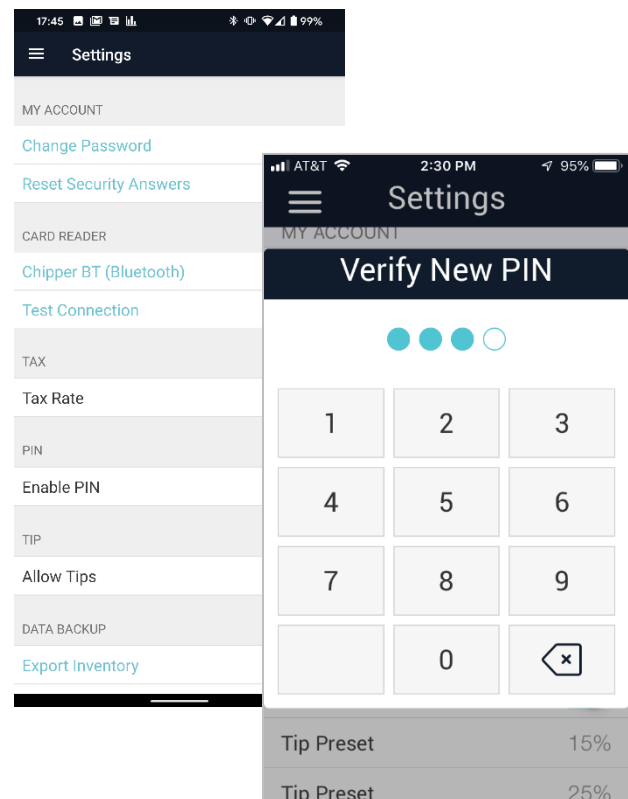 17:45
99%
Settings
MY ACCOUNT
Change Password
Reset Security Answers
CARD READER
Chipper BT (Bluetooth)
Test Connection
TAX
Tax Rate
PIN
Enable PIN
TIP
Allow Tips
DATA BACKUP
Export Inventory
AT&T
2:30 PM
95%
Settings
MY ACCOUNT
Verify New PIN
1 2 3
4 5 6
7 8 9
0
Tip Preset 15%
Tip Preset 25%